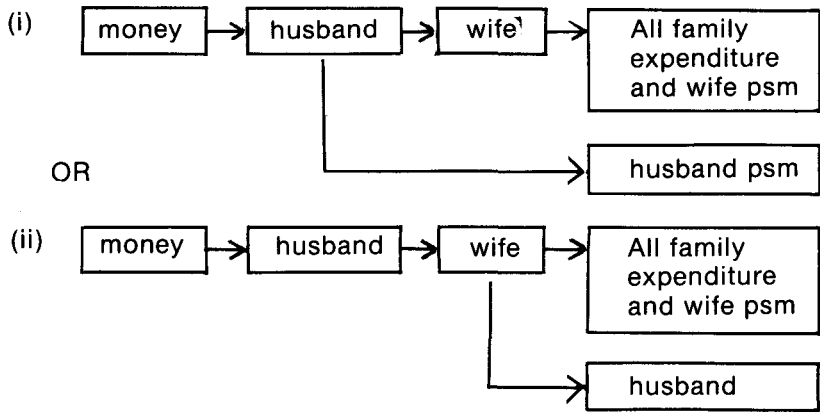 (i) money husband wife All family
expenditure
and wife psm
OR husband psm
(ii) money husband wife All family
expenditure
and wife psm
husband